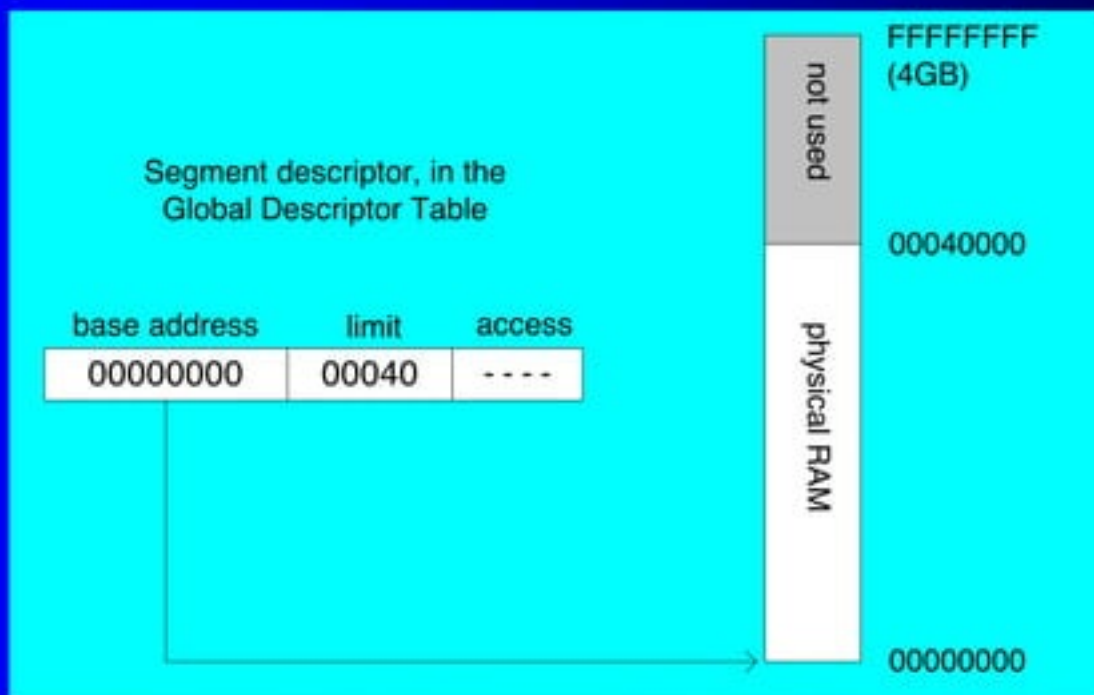 Segment descriptor, in the
Global Descriptor Table
base address limit access
00000000 00040 ----
FFFFFFFF
(4GB)
not used
00040000
physical RAM
00000000